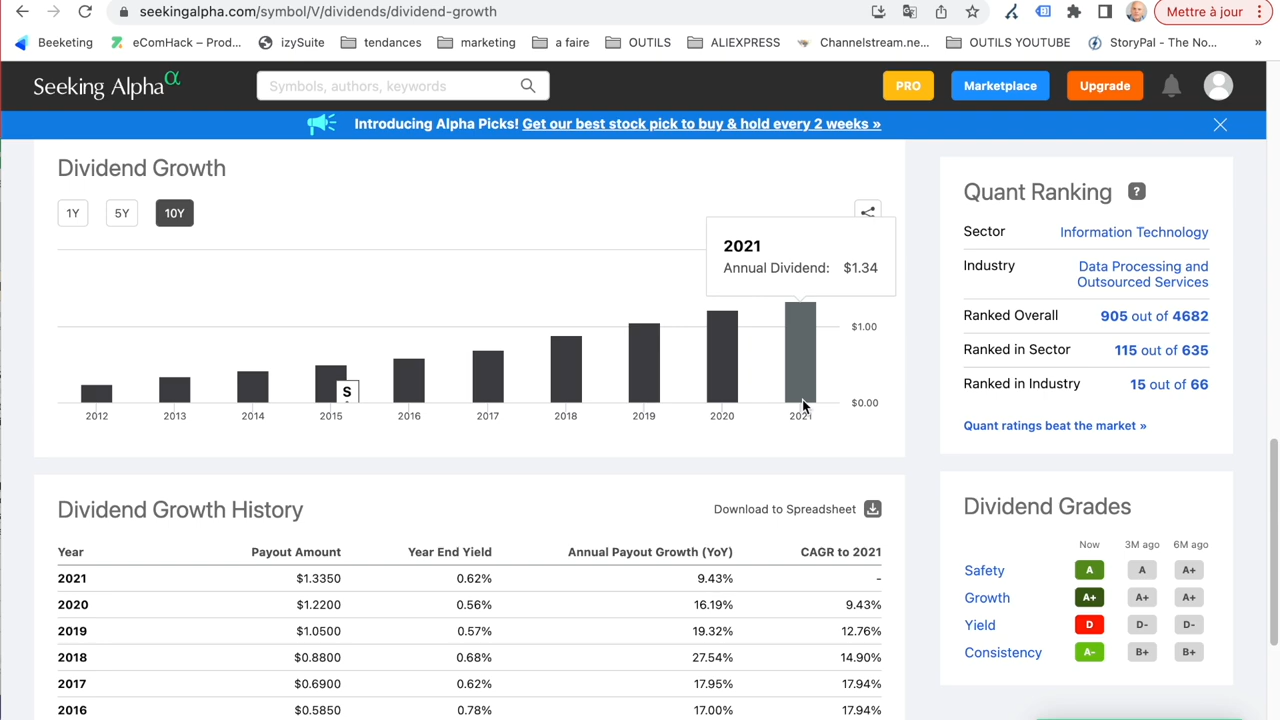 seekingalpha.com/symbol/V/dividends/dividend-growth
Mettre à jour
Beeketing
eComHack – Prod...
izySuite
tendances
marketing
a faire
OUTILS
ALIEXPRESS
Channelstream.ne...
OUTILS YOUTUBE
StoryPal - The No...
»
Seeking Alpha α
Symbols, authors, keywords
PRO
Marketplace
Upgrade
Introducing Alpha Picks! Get our best stock pick to buy & hold every 2 weeks »
Dividend Growth
1Y
5Y
10Y
2021
Annual Dividend: $1.34
$1.00
$0.00
S
2012
2013
2014
2015
2016
2017
2018
2019
2020
2021
Dividend Growth History
Download to Spreadsheet
Year Payout Amount Year End Yield Annual Payout Growth (YoY) CAGR to 2021
2021 $1.3350 0.62% 9.43% -
2020 $1.2200 0.56% 16.19% 9.43%
2019 $1.0500 0.57% 19.32% 12.76%
2018 $0.8800 0.68% 27.54% 14.90%
2017 $0.6900 0.62% 17.95% 17.94%
2016 $0.5850 0.78% 17.00% 17.94%
Quant Ranking ?
Sector Information Technology
Industry Data Processing and
Outsourced Services
Ranked Overall 905 out of 4682
Ranked in Sector 115 out of 635
Ranked in Industry 15 out of 66
Quant ratings beat the market »
Dividend Grades
Now 3M ago 6M ago
Safety A A A+
Growth A+ A+ A+
Yield D D- D-
Consistency A- B+ B+